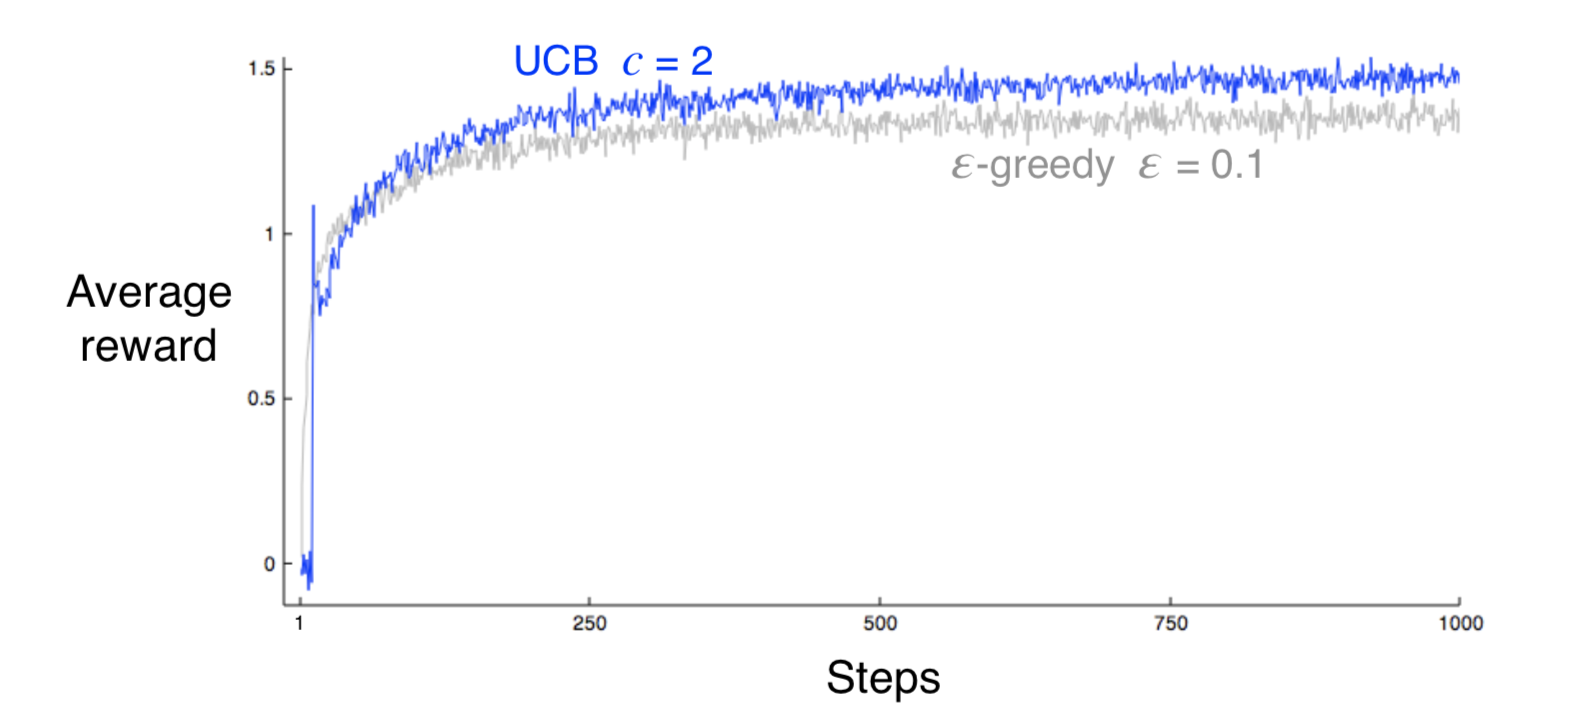 UCB c = 2
1.5
ε-greedy ε = 0.1
1
Average
reward
0.5
0
1 250 500 750 1000
Steps